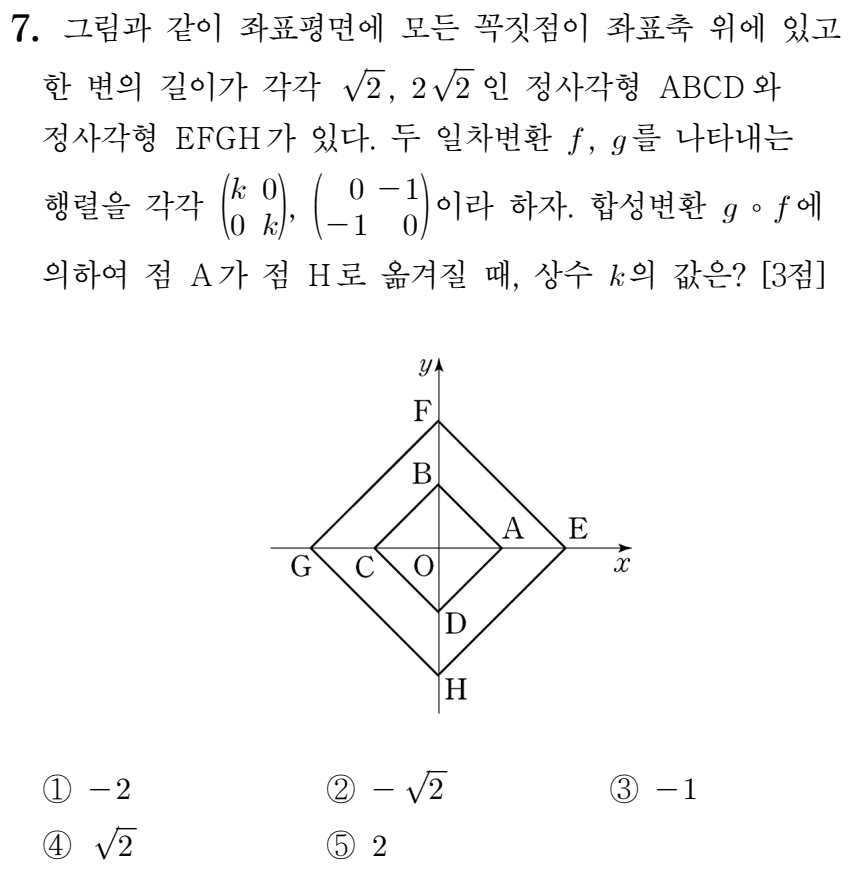 7. 그림과 같이 좌표평면에 모든 꼭짓점이 좌표축 위에 있고
한 변의 길이가 각각 √2, 2√2 인 정사각형 ABCD와
정사각형 EFGH가 있다. 두 일차변환 f, g를 나타내는
행렬을 각각 (k 0; 0 k), (0 −1; −1 0)이라 하자. 합성변환 g ∘ f에
의하여 점 A가 점 H로 옮겨질 때, 상수 k의 값은? [3점]
y
F
B
A E
G C O x
D
H
① −2 ② −√2 ③ −1
④ √2 ⑤ 2